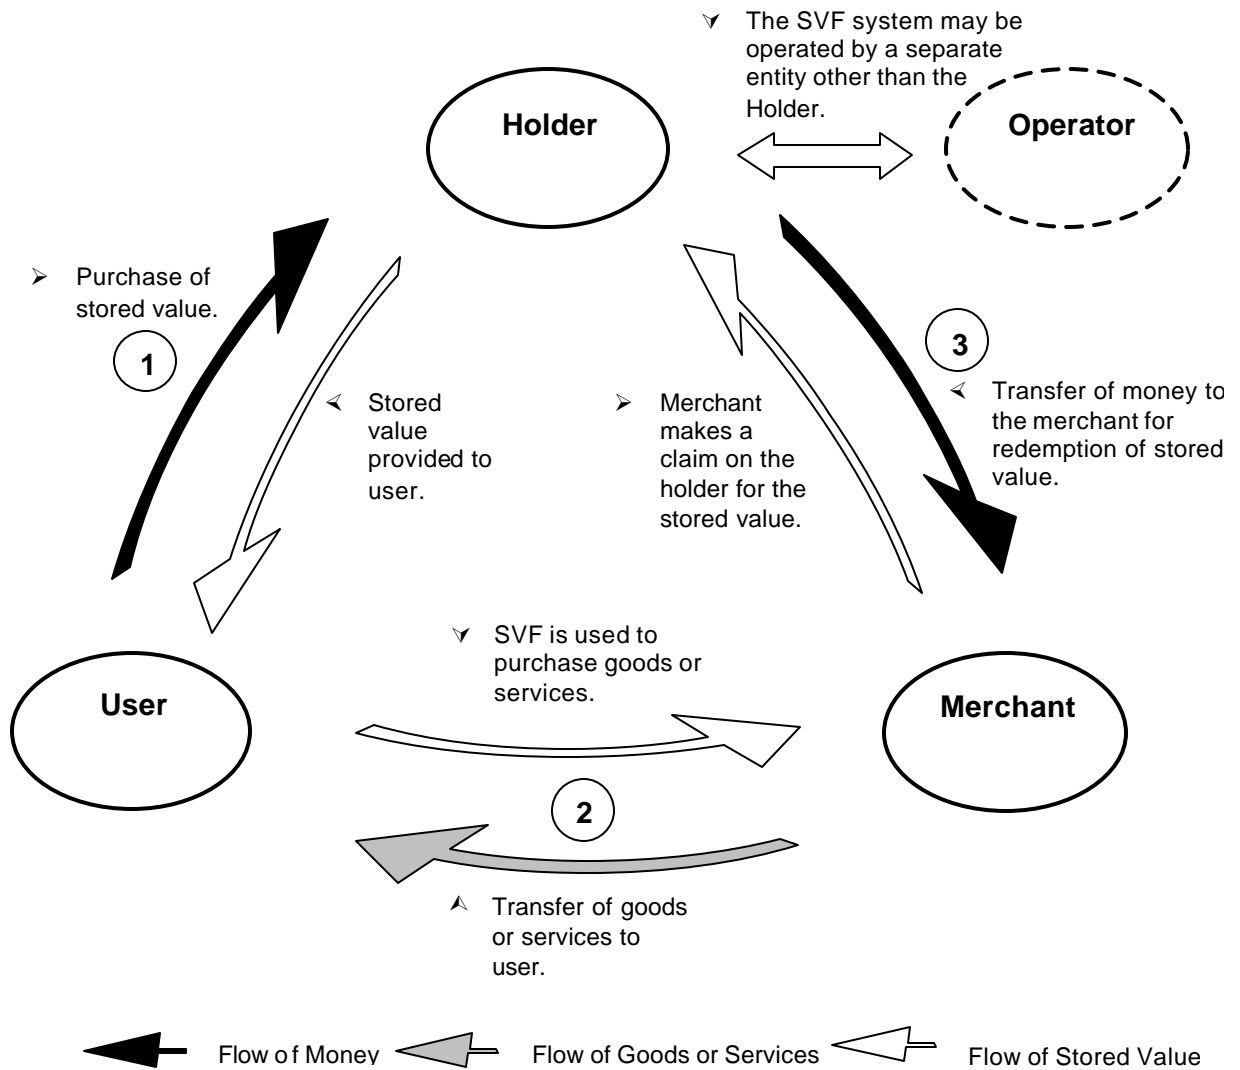 The SVF system may be
operated by a separate
entity other than the
Holder.
Holder
Operator
Purchase of
stored value.
1
3
Stored
value
provided to
user.
Merchant
makes a
claim on the
holder for the
stored value.
Transfer of money to
the merchant for
redemption of stored
value.
SVF is used to
purchase goods or
services.
User
Merchant
2
Transfer of goods
or services to
user.
Flow of Money
Flow of Goods or Services
Flow of Stored Value